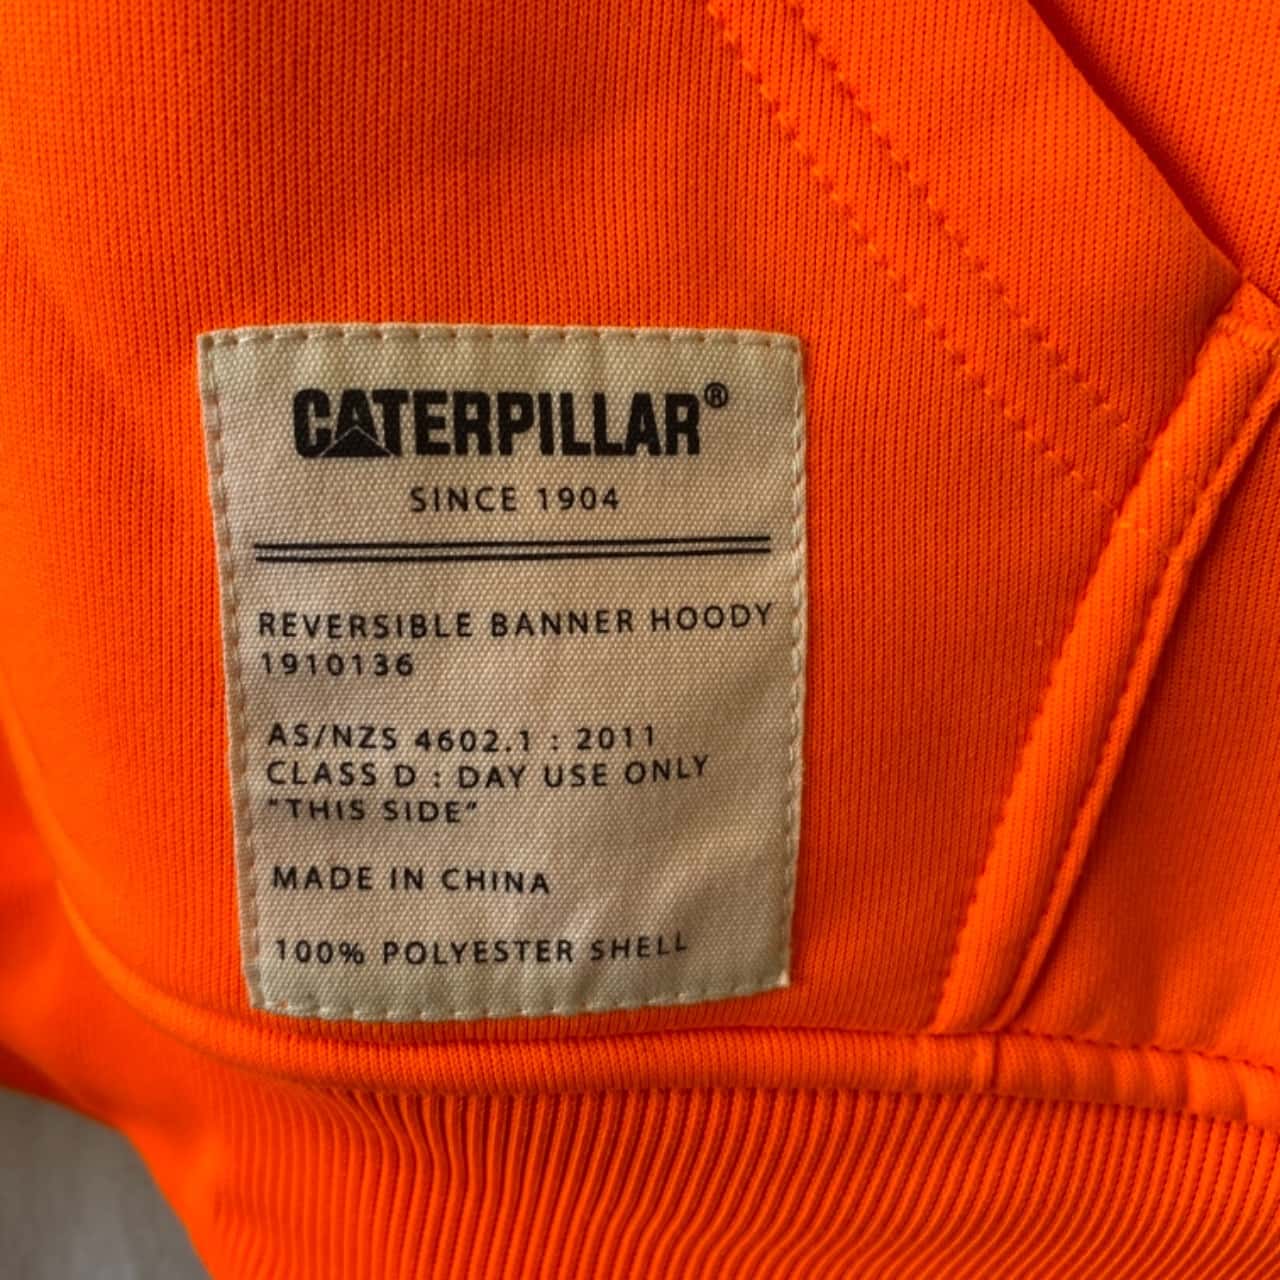 CATERPILLAR®
SINCE 1904
REVERSIBLE BANNER HOODY
1910136
AS/NZS 4602.1 : 2011
CLASS D : DAY USE ONLY
"THIS SIDE"
MADE IN CHINA
100% POLYESTER SHELL